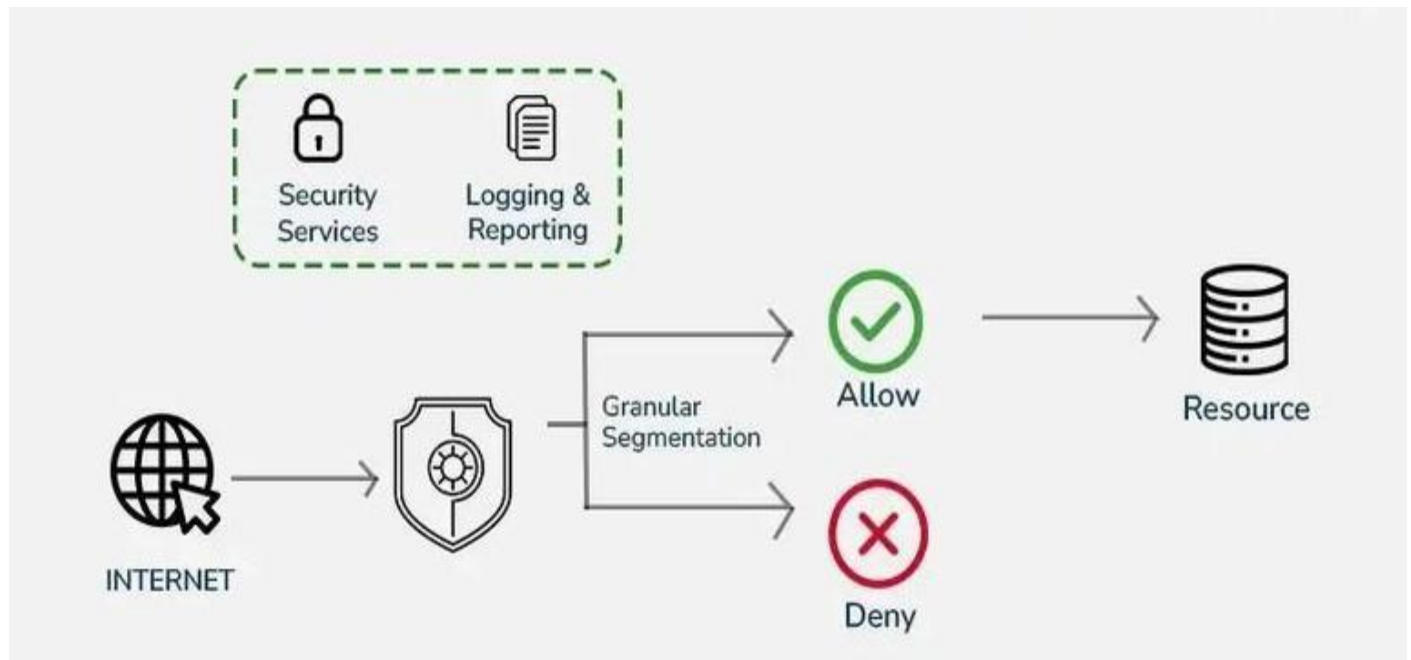 Security
Services
Logging &
Reporting
Granular
Segmentation
Allow
Resource
INTERNET
Deny